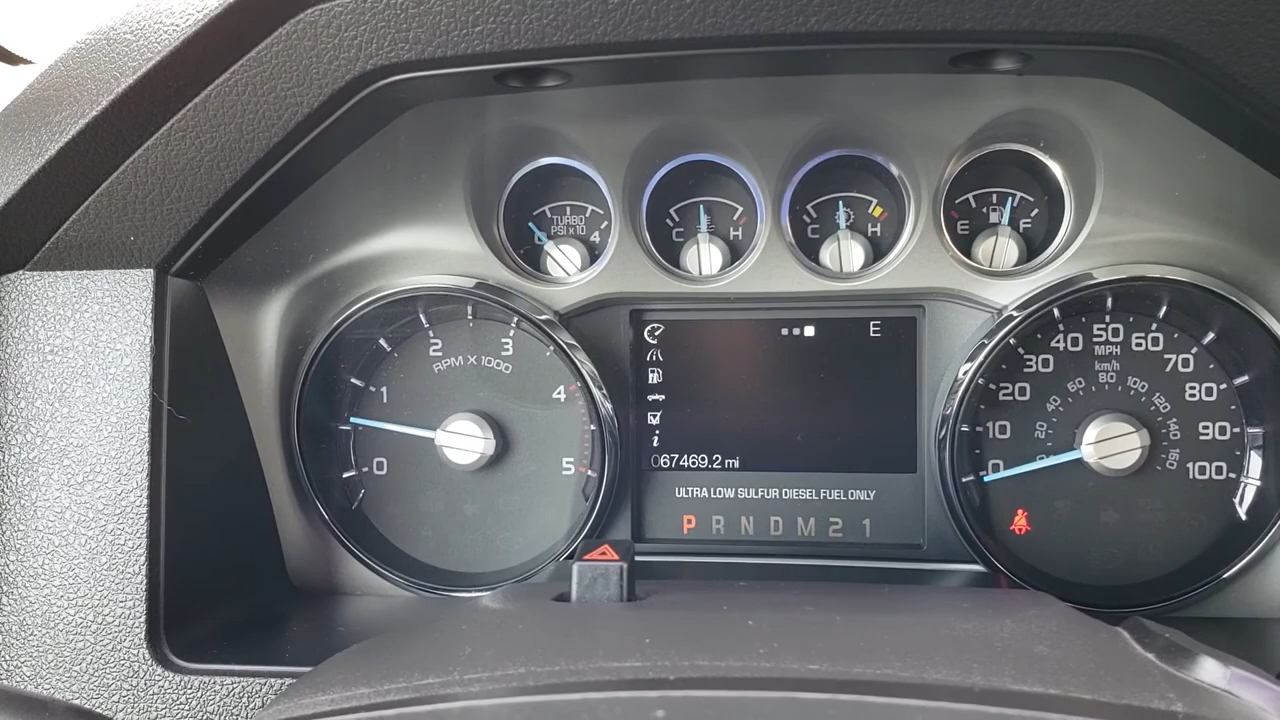 TURBO
PSI x 10
0 4
C H
C H
E F
E
067469.2 mi
ULTRA LOW SULFUR DIESEL FUEL ONLY
P R N D M 2 1
0 1 2 3 4 5
RPM X 1000
0 10 20 30 40 50 60 70 80 90 100
MPH
km/h
20 40 60 80 100 120 140 160